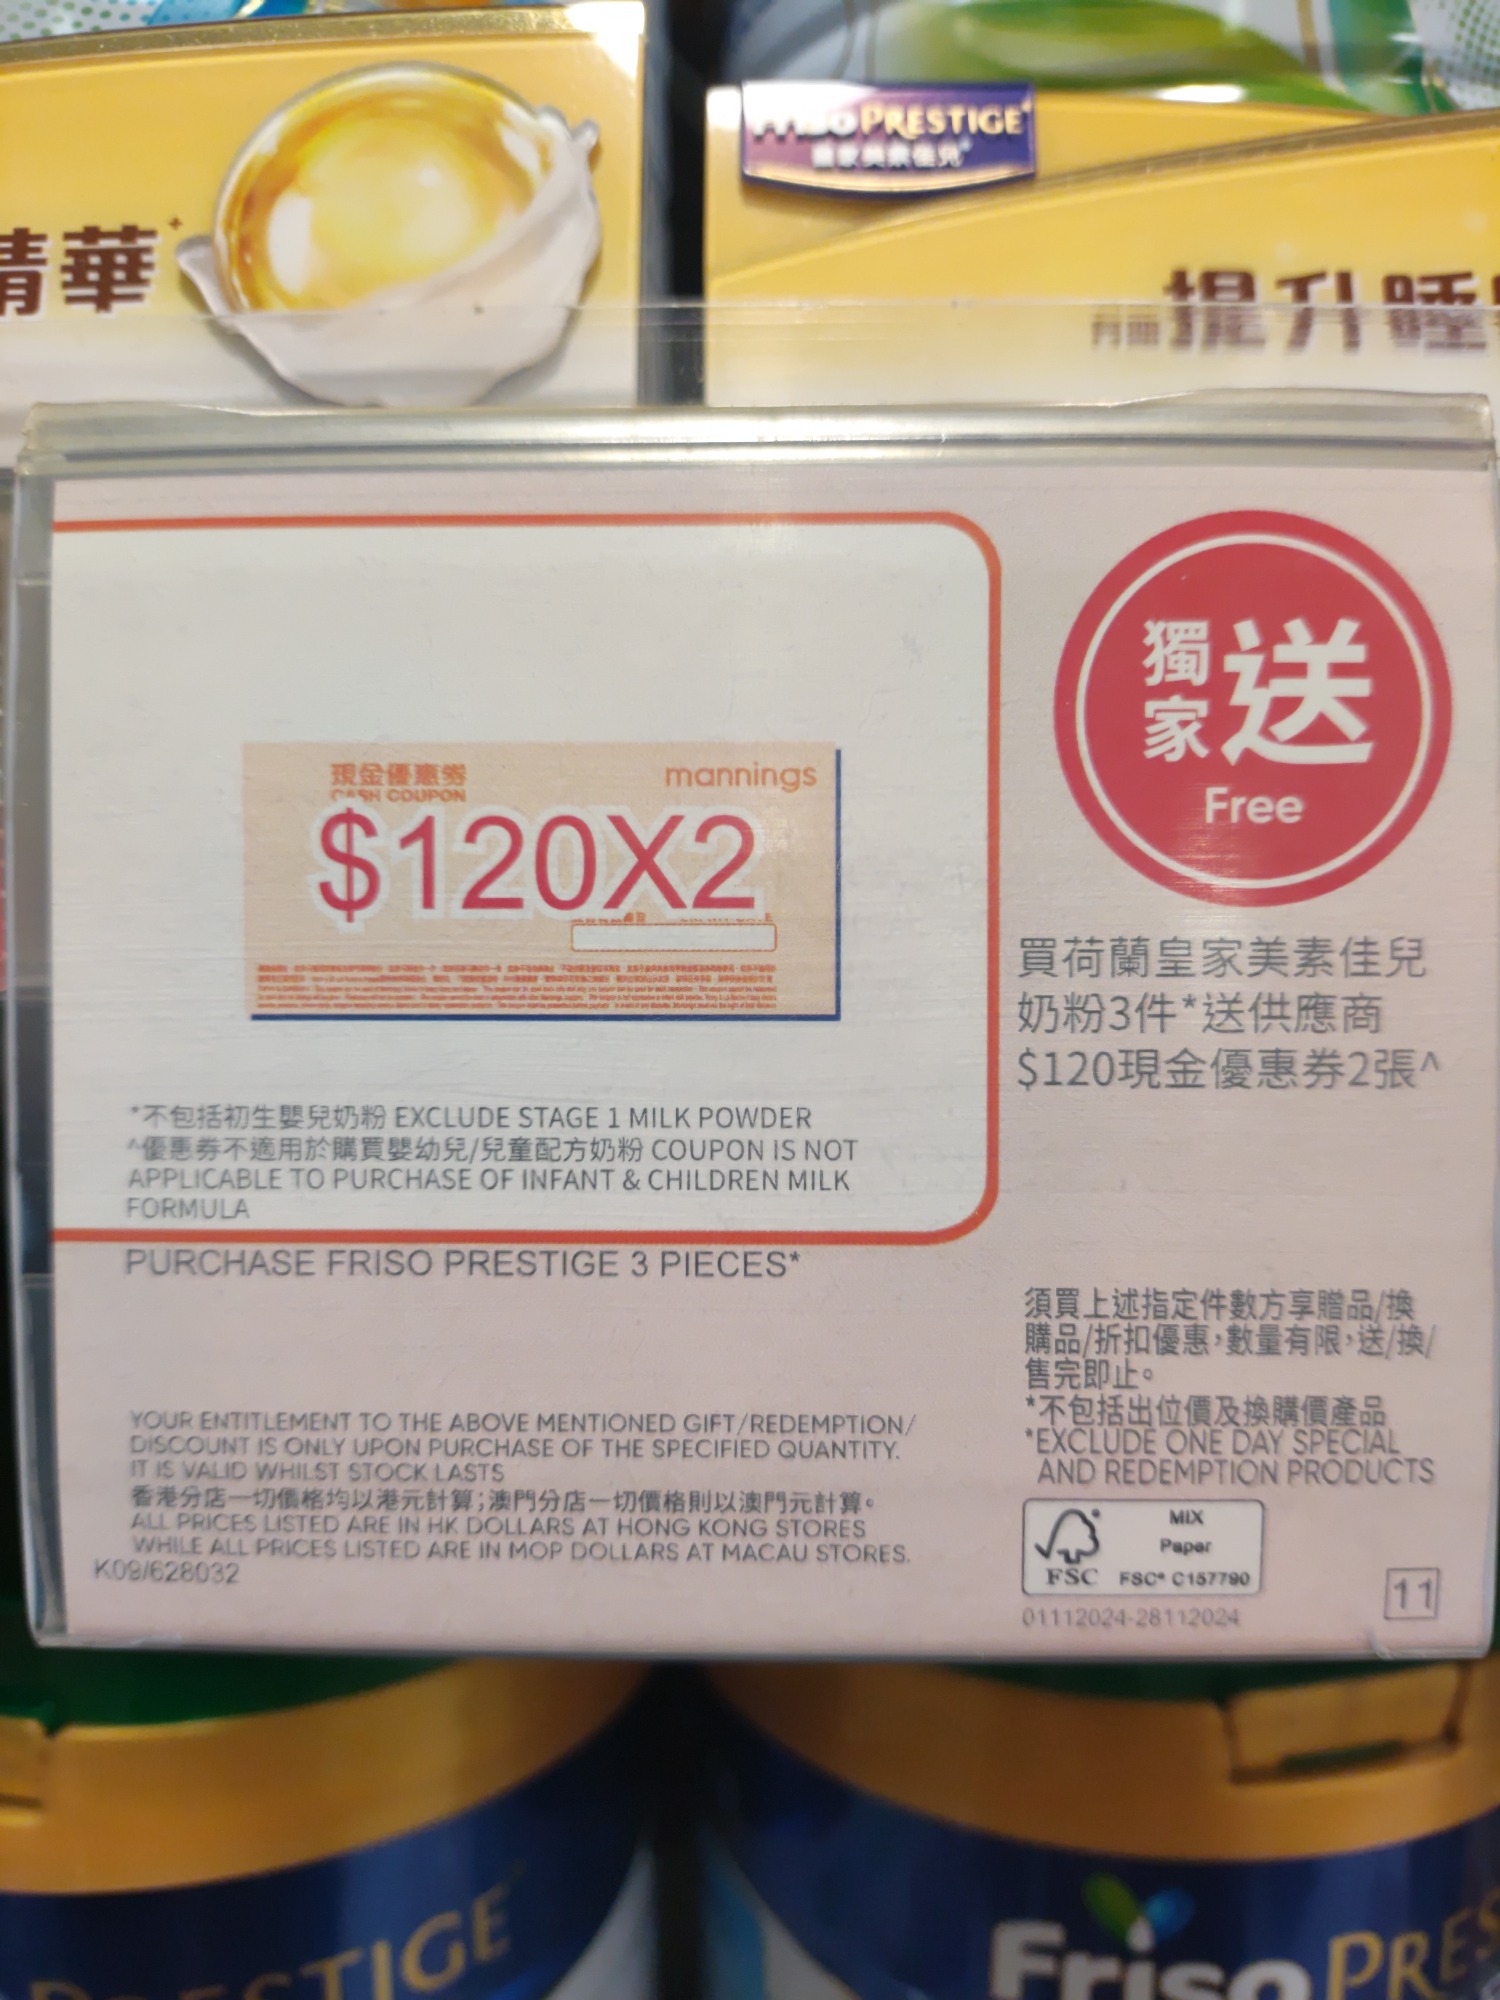 精華
PRESTIGE
皇家美素佳兒
提升
現金優惠券
CASH COUPON
mannings
$120X2
獨家
送
Free
買荷蘭皇家美素佳兒
奶粉3件*送供應商
$120現金優惠券2張^
*不包括初生嬰兒奶粉 EXCLUDE STAGE 1 MILK POWDER
^優惠券不適用於購買嬰幼兒/兒童配方奶粉 COUPON IS NOT
APPLICABLE TO PURCHASE OF INFANT & CHILDREN MILK
FORMULA
PURCHASE FRISO PRESTIGE 3 PIECES*
須買上述指定件數方享贈品/換
購品/折扣優惠，數量有限，送/換/
售完即止。
*不包括出位價及換購價產品
*EXCLUDE ONE DAY SPECIAL
AND REDEMPTION PRODUCTS
YOUR ENTITLEMENT TO THE ABOVE MENTIONED GIFT/REDEMPTION/
DISCOUNT IS ONLY UPON PURCHASE OF THE SPECIFIED QUANTITY.
IT IS VALID WHILST STOCK LASTS
香港分店一切價格均以港元計算；澳門分店一切價格則以澳門元計算。
ALL PRICES LISTED ARE IN HK DOLLARS AT HONG KONG STORES
WHILE ALL PRICES LISTED ARE IN MOP DOLLARS AT MACAU STORES.
K09/628032
MIX
Paper
FSC FSC® C157790
01112024-28112024
11
Friso PRES